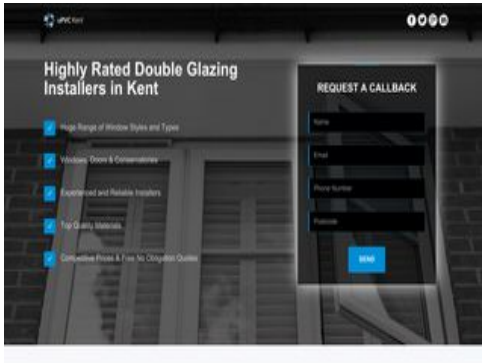 uPVC Kent
Highly Rated Double Glazing
Installers in Kent
Huge Range of Window Styles and Types
Windows, Doors & Conservatories
Experienced and Reliable Installers
Top Quality Materials
Competitive Prices & Free No Obligation Quotes
REQUEST A CALLBACK
Name
Email
Phone Number
Postcode
SEND